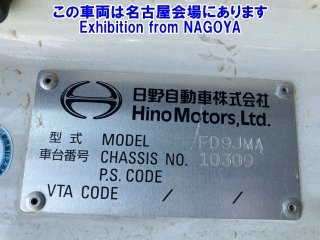 この車両は名古屋会場にあります
Exhibition from NAGOYA
日野自動車株式会社
HINO
Hino Motors, Ltd.
型式 MODEL FD9JMA
車台番号 CHASSIS NO. 10309
P.S. CODE
VTA CODE / /